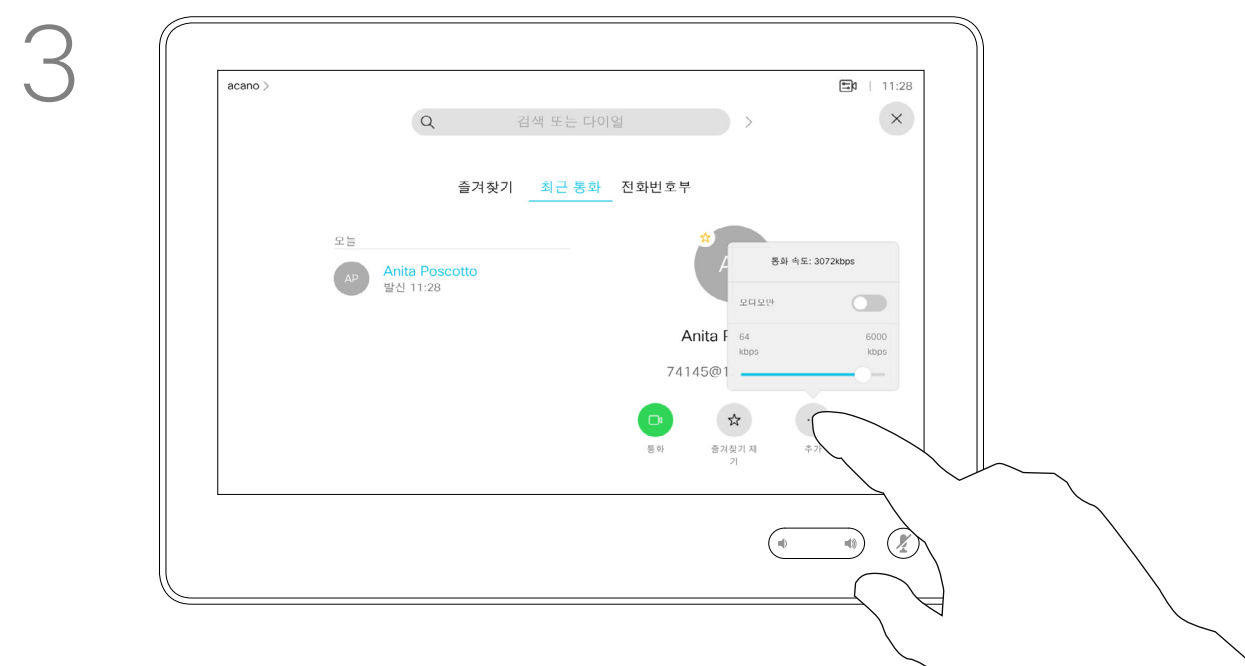 3
acano >
11:28
검색 또는 다이얼
즐겨찾기 최근 통화 전화번호부
오늘
AP
Anita Poscotto
발신 11:28
통화 속도: 3072kbps
오디오만
64 kbps
6000 kbps
Anita
74145@1
통화
즐겨찾기 제
거
추가